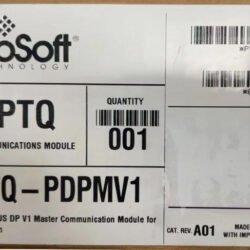 oSoft
TECHNOLOGY
PTQ
UNICATIONS MODULE
QUANTITY
001
Q-PDPMV1
US DP V1 Master Communication Module for
CAT. REV. A01
MADE
WITH IMP